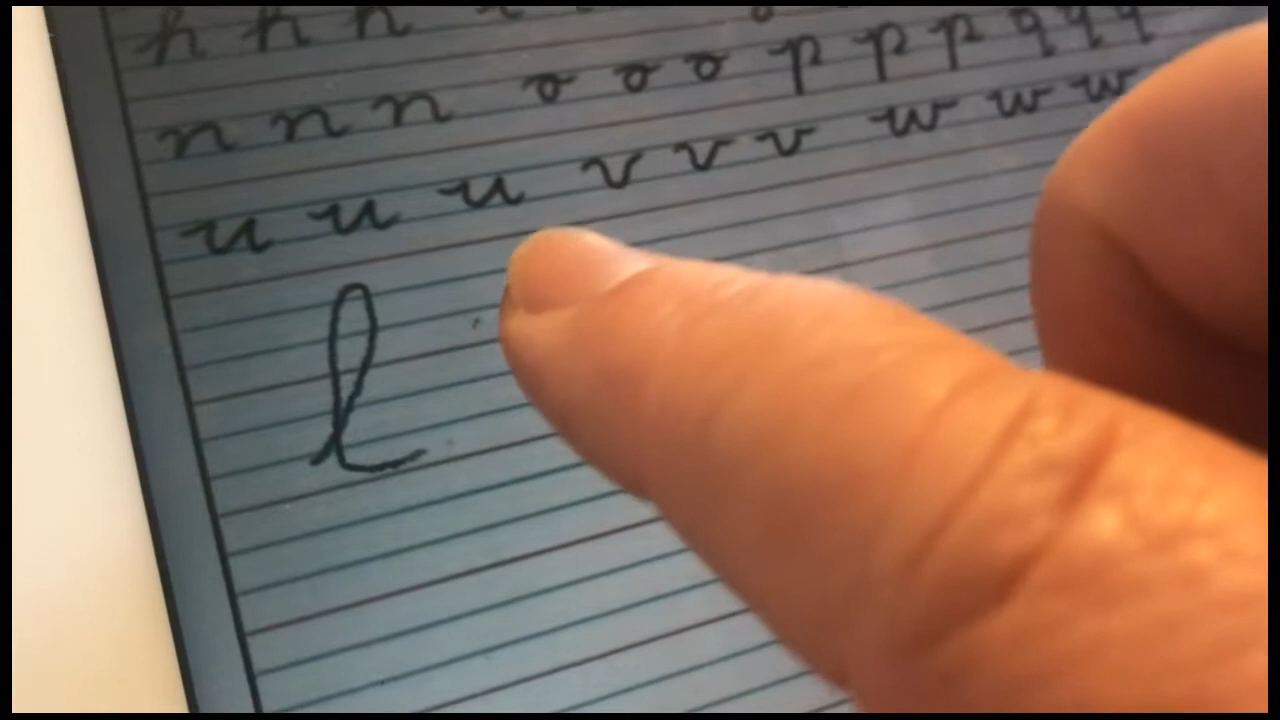 h h h
n n n o o o p p p q q q
u u u v v v w w w
l